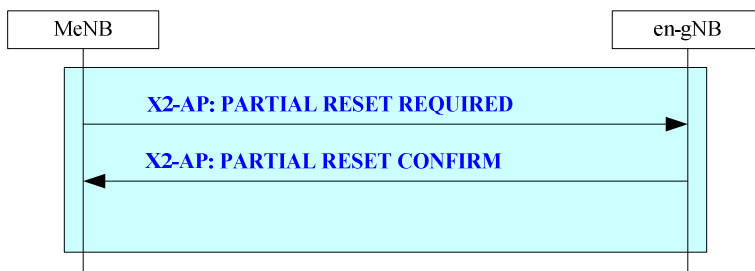 MeNB
en-gNB
X2-AP: PARTIAL RESET REQUIRED
X2-AP: PARTIAL RESET CONFIRM